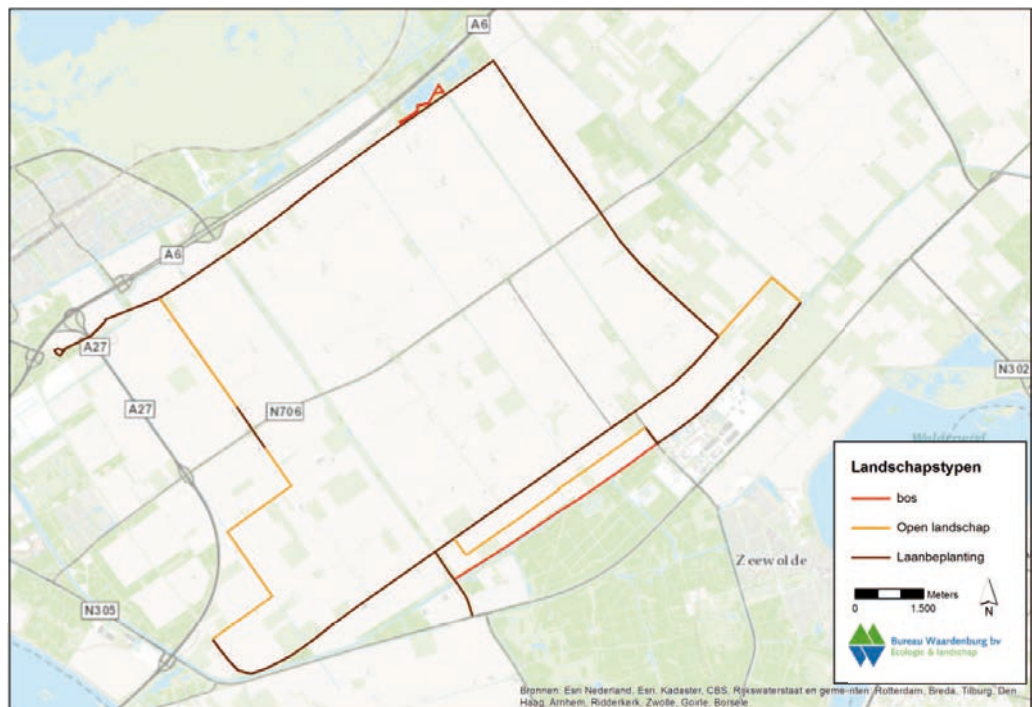 A6
A6
A27
A27
N706
N302
N305
Zeewolde
Landschapstypen
bos
Open landschap
Laanbeplanting
Meters
0 1.500
N
Bureau Waardenburg bv
Ecologie & landschap
Bronnen: Esri Nederland, Esri, Kadaster, CBS, Rijkswaterstaat en gemeenten: Rotterdam, Breda, Tilburg, Den
Haag, Arnhem, Ridderkerk, Zwolle, Goirle, Borsele